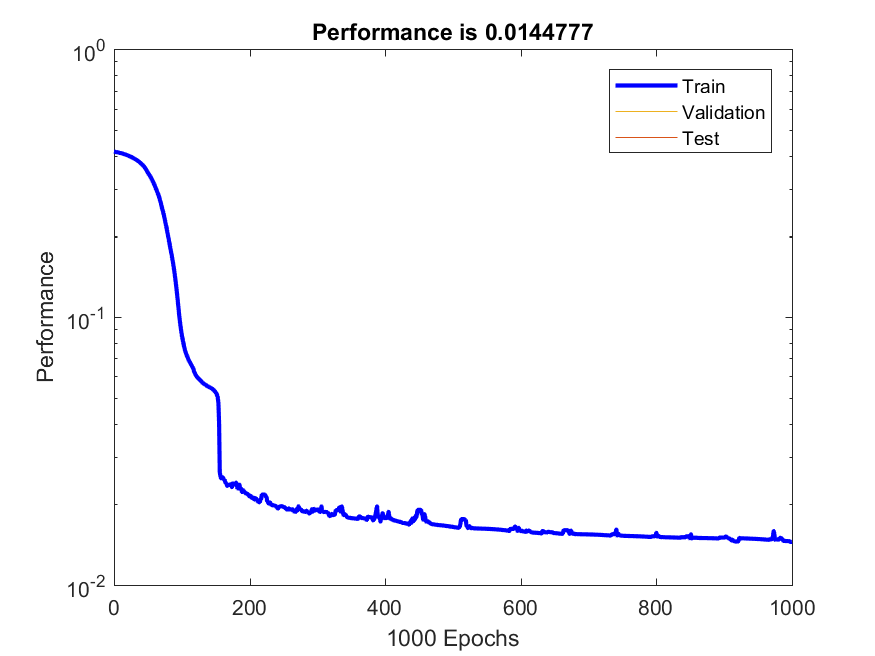 Performance is 0.0144777
10^0
Train
Validation
Test
10^-1
Performance
10^-2
0 200 400 600 800 1000
1000 Epochs